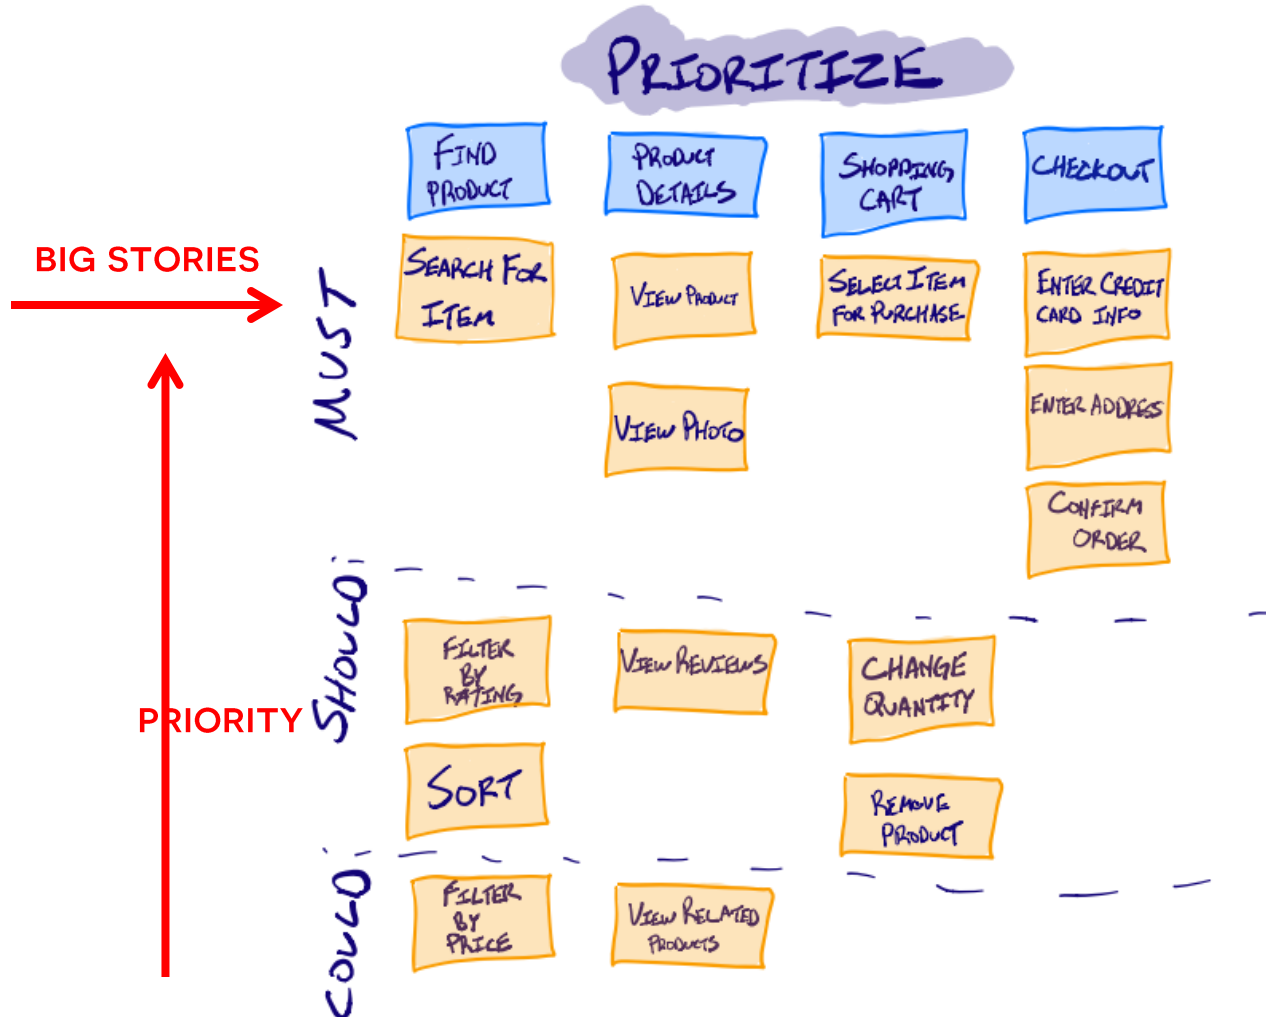 PRIORITIZE
FIND
PRODUCT
PRODUCT
DETAILS
SHOPPING
CART
CHECKOUT
BIG STORIES
MUST
SEARCH FOR
ITEM
VIEW PRODUCT
SELECT ITEM
FOR PURCHASE
ENTER CREDIT
CARD INFO
VIEW PHOTO
ENTER ADDRESS
CONFIRM
ORDER
PRIORITY
SHOULD:
FILTER
BY
RATING
VIEW REVIEWS
CHANGE
QUANTITY
SORT
REMOVE
PRODUCT
COULD:
FILTER
BY
PRICE
VIEW RELATED
PRODUCTS